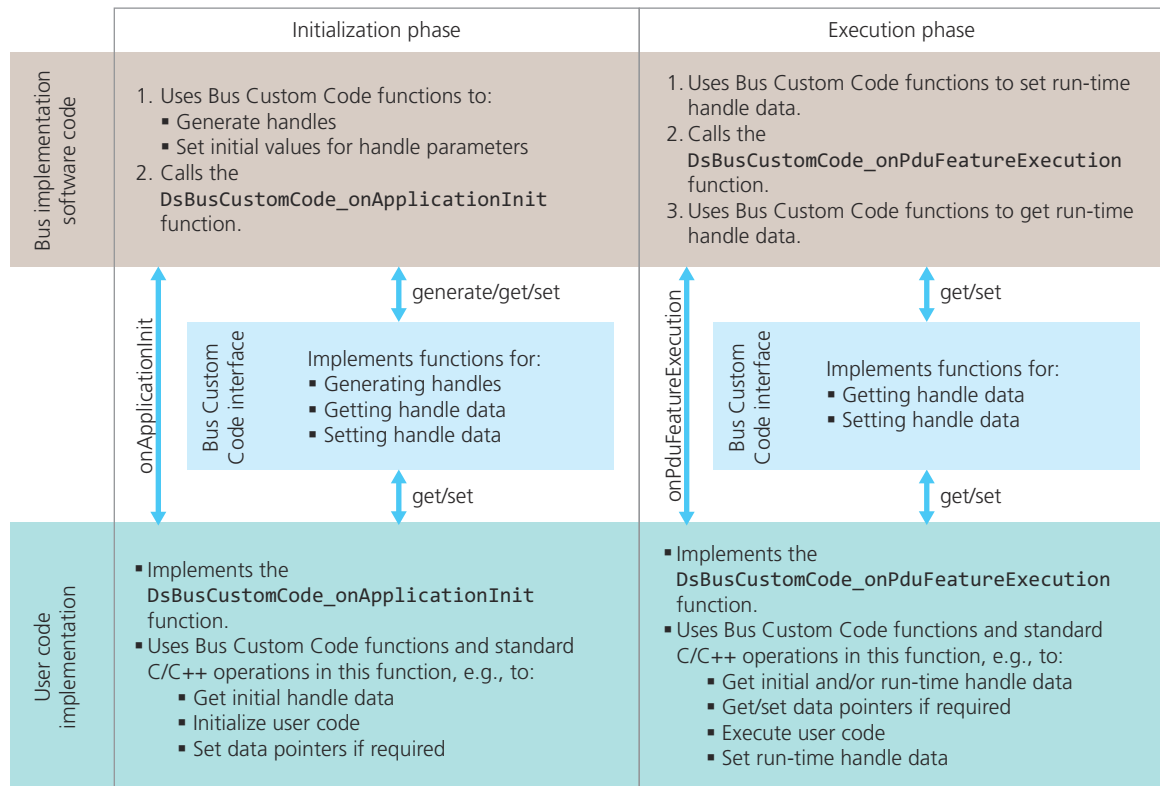 Initialization phase
Execution phase
Bus implementation
software code
1. Uses Bus Custom Code functions to:
▪ Generate handles
▪ Set initial values for handle parameters
2. Calls the
DsBusCustomCode_onApplicationInit
function.
1. Uses Bus Custom Code functions to set run-time
handle data.
2. Calls the
DsBusCustomCode_onPduFeatureExecution
function.
3. Uses Bus Custom Code functions to get run-time
handle data.
onApplicationInit
generate/get/set
Bus Custom
Code interface
Implements functions for:
▪ Generating handles
▪ Getting handle data
▪ Setting handle data
get/set
onPduFeatureExecution
get/set
Bus Custom
Code interface
Implements functions for:
▪ Getting handle data
▪ Setting handle data
get/set
User code
implementation
▪ Implements the
DsBusCustomCode_onApplicationInit
function.
▪ Uses Bus Custom Code functions and standard
C/C++ operations in this function, e.g., to:
▪ Get initial handle data
▪ Initialize user code
▪ Set data pointers if required
▪ Implements the
DsBusCustomCode_onPduFeatureExecution
function.
▪ Uses Bus Custom Code functions and standard
C/C++ operations in this function, e.g., to:
▪ Get initial and/or run-time handle data
▪ Get/set data pointers if required
▪ Execute user code
▪ Set run-time handle data